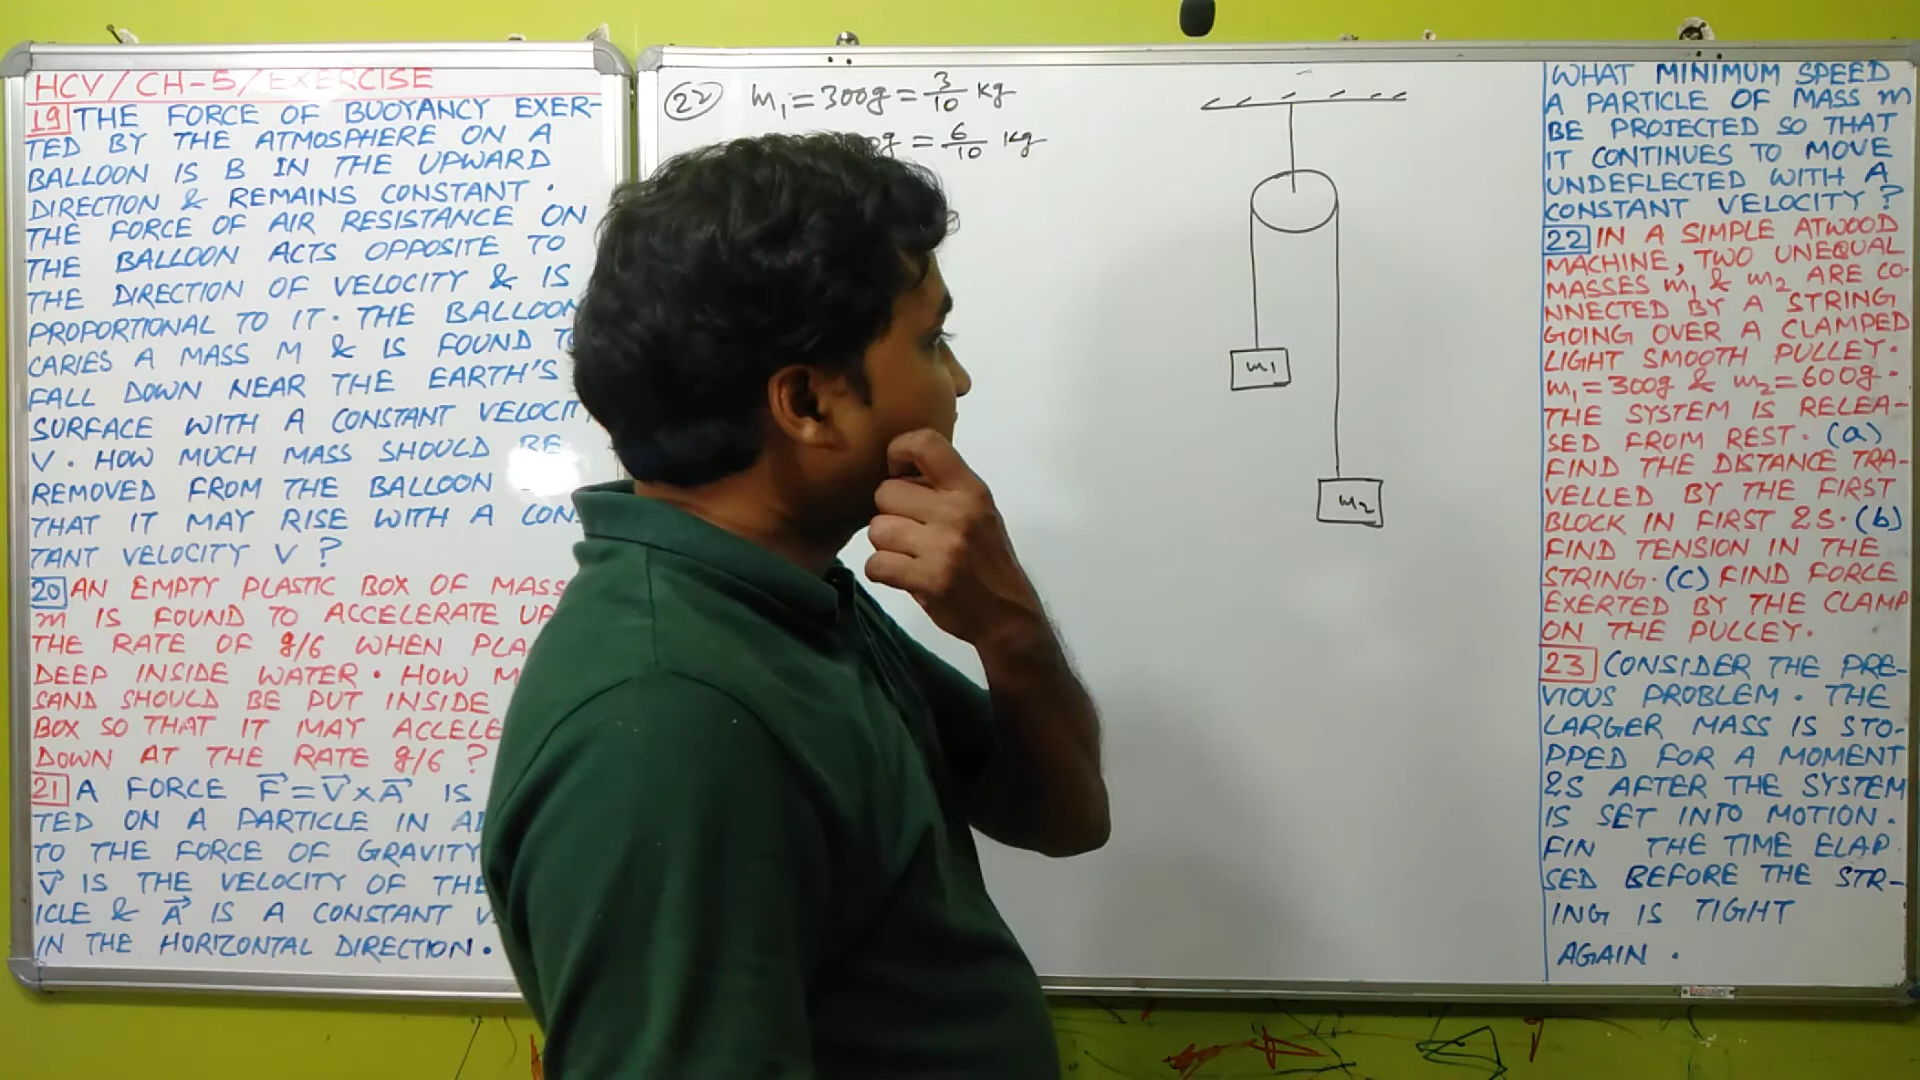 HCV/CH-5/EXERCISE
19 THE FORCE OF BUOYANCY EXER-
TED BY THE ATMOSPHERE ON A
BALLOON IS B IN THE UPWARD
DIRECTION & REMAINS CONSTANT.
THE FORCE OF AIR RESISTANCE ON
THE BALLOON ACTS OPPOSITE TO
THE DIRECTION OF VELOCITY & IS
PROPORTIONAL TO IT. THE BALLOON
CARIES A MASS M & IS FOUND
FALL DOWN NEAR THE EARTH'S
SURFACE WITH A CONSTANT
V. HOW MUCH MASS SHOULD BE
REMOVED FROM THE BALLOON
THAT IT MAY RISE WITH A CONS
TANT VELOCITY V ?
20 AN EMPTY PLASTIC BOX OF MASS
m IS FOUND TO ACCELERATE UP
THE RATE OF g/6 WHEN PLA
DEEP INSIDE WATER. HOW M
SAND SHOULD BE PUT INSIDE
BOX SO THAT IT MAY ACCELE
DOWN AT THE RATE g/6 ?
21 A FORCE F⃗ = V⃗ x A⃗ IS
TED ON A PARTICLE IN AD
TO THE FORCE OF GRAVITY
V⃗ IS THE VELOCITY OF THE
ICLE & A⃗ IS A CONSTANT V
IN THE HORIZONTAL DIRECTION.
22 m₁ = 300g = 3/10 kg
0g = 6/10 kg
m₁
m₂
WHAT MINIMUM SPEED
A PARTICLE OF MASS m
BE PROJECTED SO THAT
IT CONTINUES TO MOVE
UNDEFLECTED WITH A
CONSTANT VELOCITY ?
22 IN A SIMPLE ATWOOD
MACHINE, TWO UNEQUAL
MASSES m₁ & m₂ ARE CO-
NNECTED BY A STRING
GOING OVER A CLAMPED
LIGHT SMOOTH PULLEY.
m₁ = 300g & m₂ = 600g.
THE SYSTEM IS RELEA-
SED FROM REST. (a)
FIND THE DISTANCE TRA-
VELLED BY THE FIRST
BLOCK IN FIRST 2S. (b)
FIND TENSION IN THE
STRING. (C) FIND FORCE
EXERTED BY THE CLAMP
ON THE PULLEY.
23 CONSIDER THE PRE-
VIOUS PROBLEM. THE
LARGER MASS IS STO-
PPED FOR A MOMENT
2S AFTER THE SYSTEM
IS SET INTO MOTION.
FIN THE TIME ELAP
SED BEFORE THE STR-
ING IS TIGHT
AGAIN.